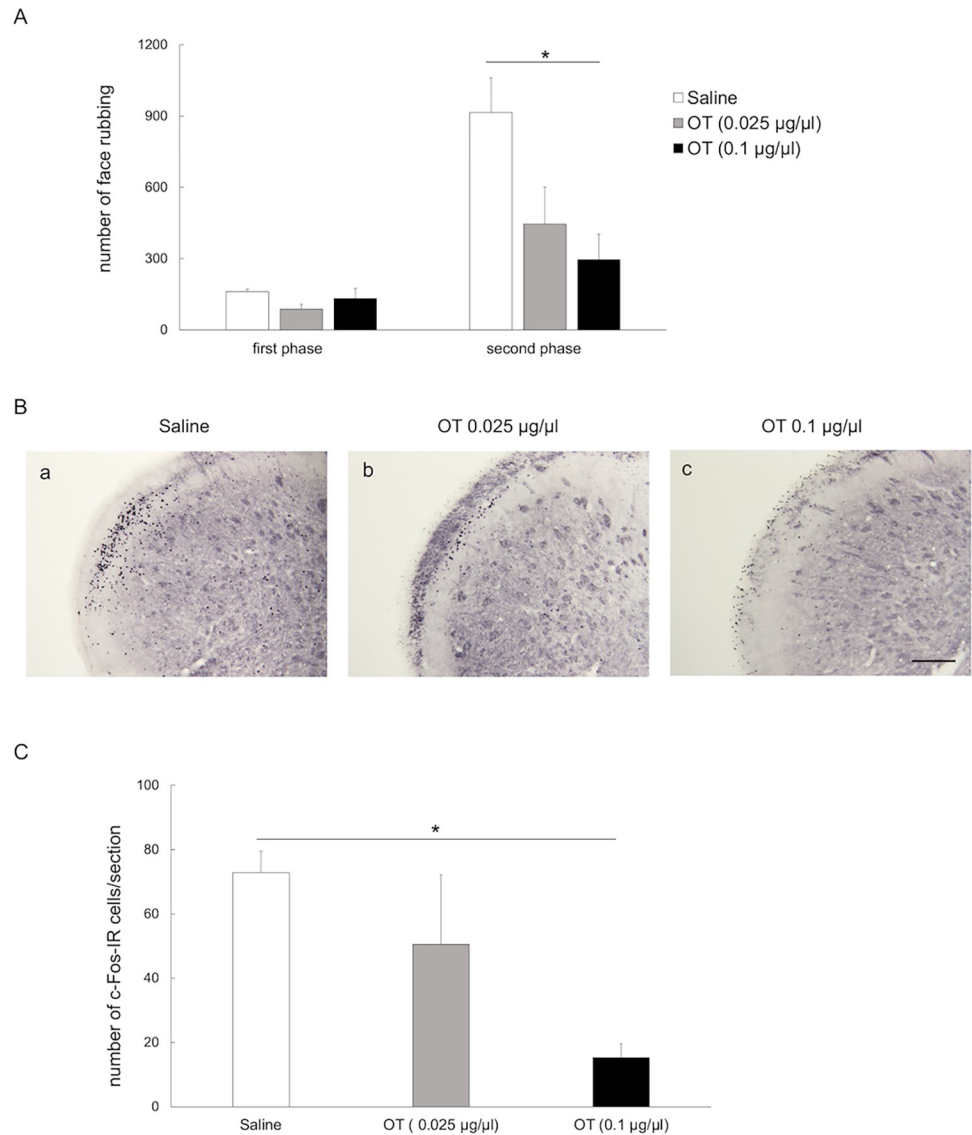 A
1200
900
600
300
0
number of face rubbing
*
Saline
OT (0.025 µg/µl)
OT (0.1 µg/µl)
first phase
second phase
B
Saline
OT 0.025 µg/µl
OT 0.1 µg/µl
a
b
c
C
100
80
60
40
20
0
number of c-Fos-IR cells/section
*
Saline
OT ( 0.025 µg/µl)
OT (0.1 µg/µl)